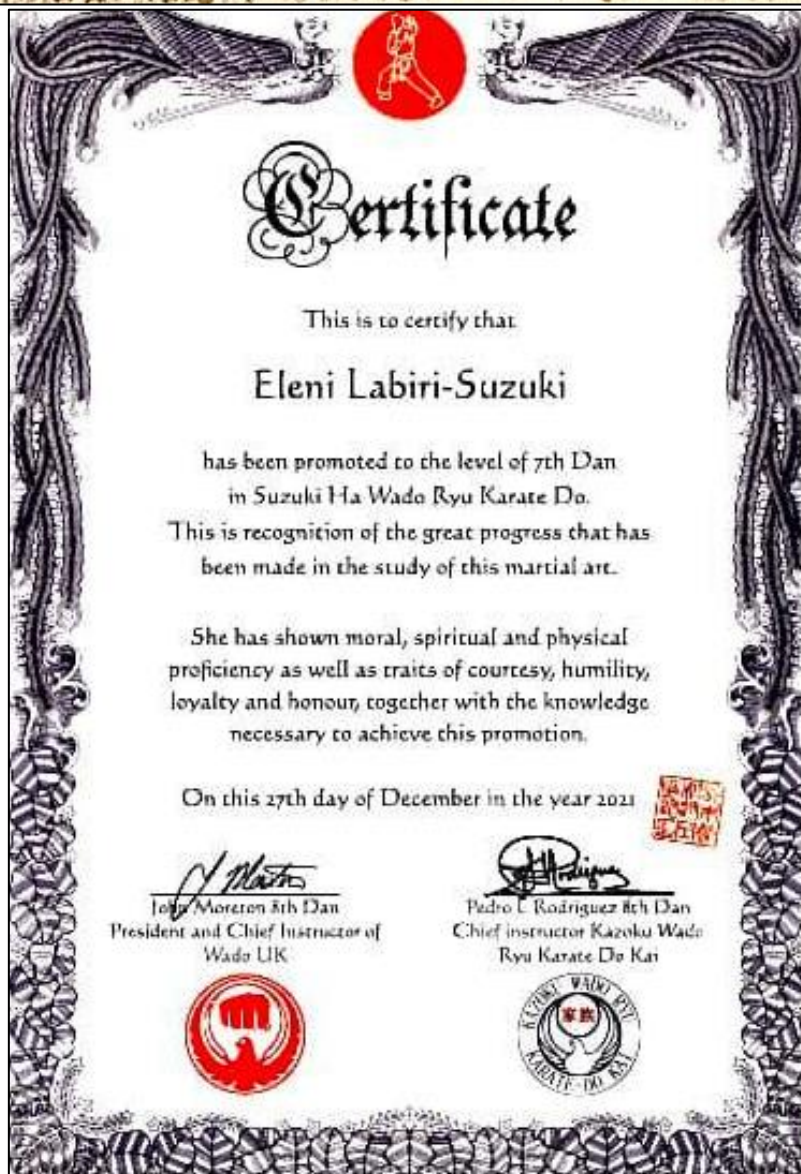 Certificate
This is to certify that
Eleni Labiri-Suzuki
has been promoted to the level of 7th Dan
in Suzuki Ha Wado Ryu Karate Do.
This is recognition of the great progress that has
been made in the study of this martial art.
She has shown moral, spiritual and physical
proficiency as well as traits of courtesy, humility,
loyalty and honour, together with the knowledge
necessary to achieve this promotion.
On this 27th day of December in the year 2021
John Moreton 8th Dan
President and Chief Instructor of
Wado UK
Pedro L Rodriguez 8th Dan
Chief instructor Kazoku Wado
Ryu Karate Do Kai
KAZOKU WADO RYU
家族
KARATE-DO KAI